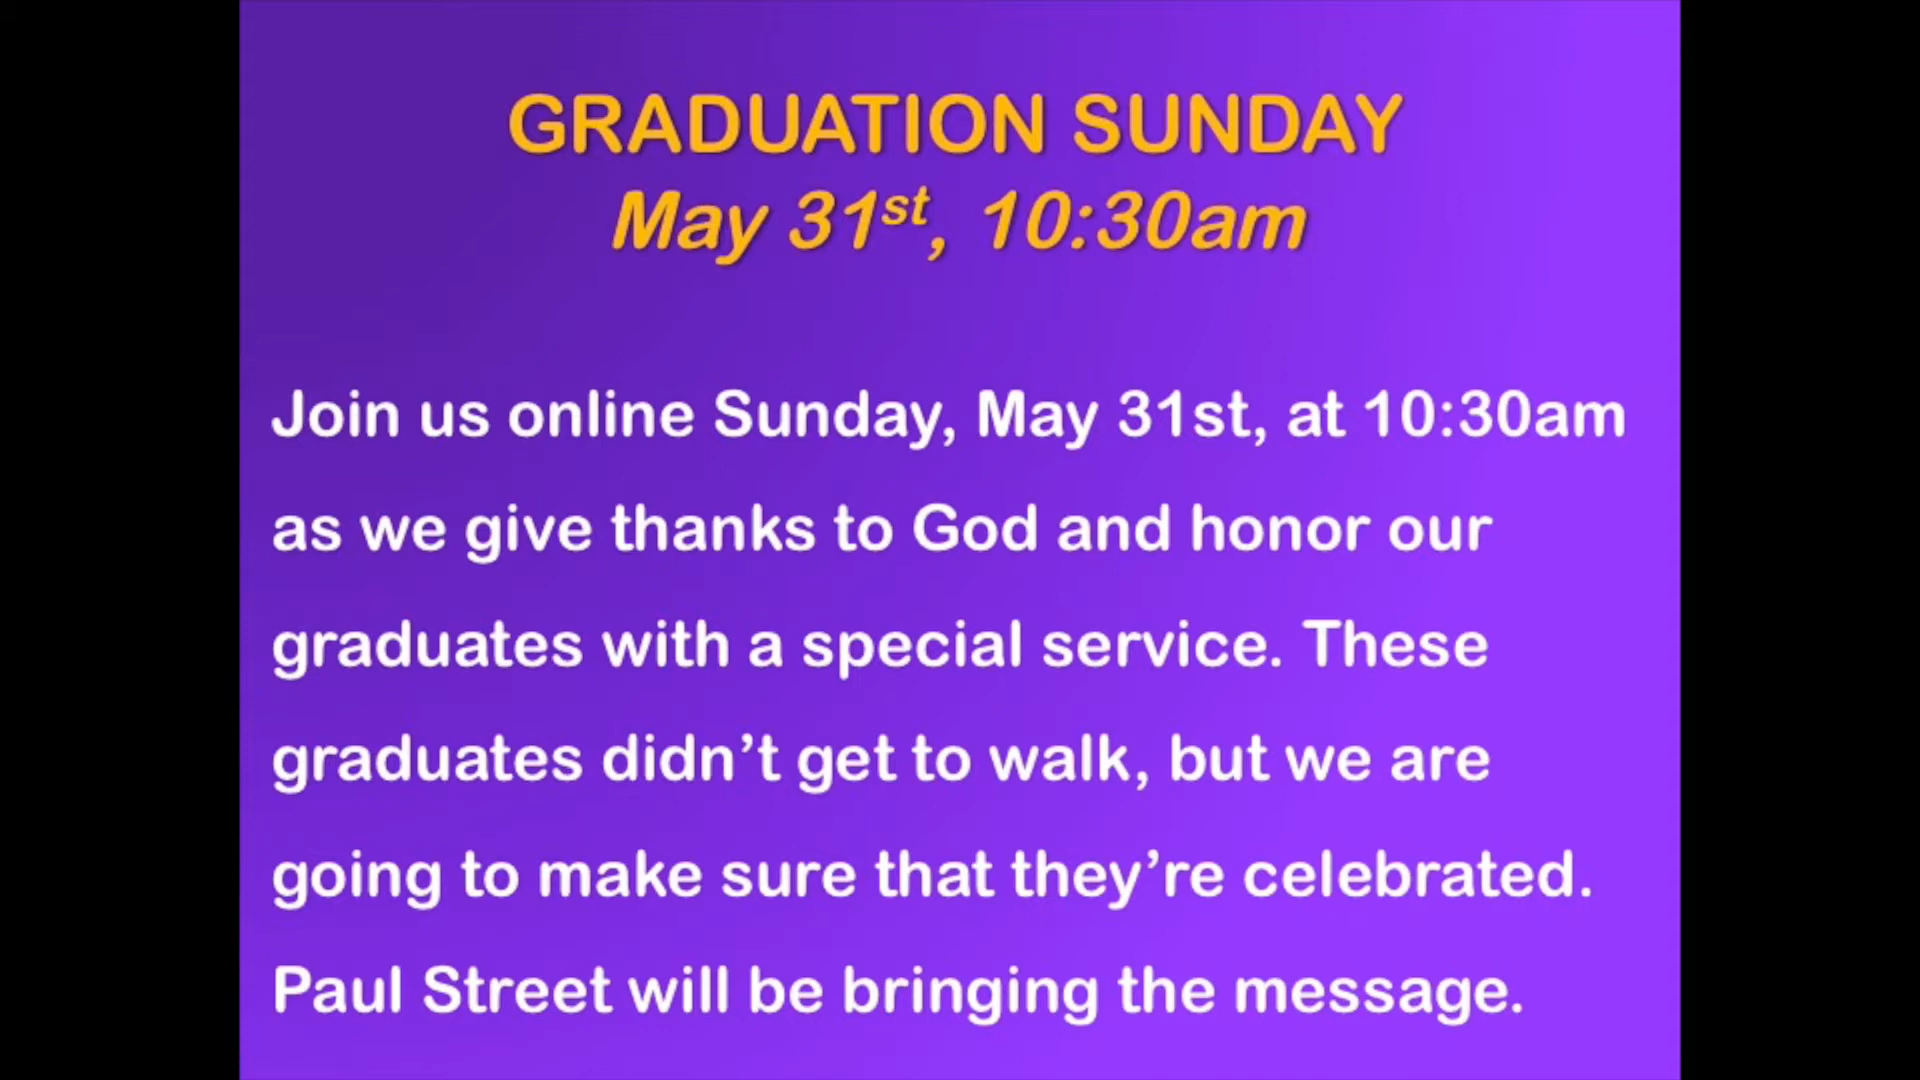 GRADUATION SUNDAY
May 31st, 10:30am
Join us online Sunday, May 31st, at 10:30am
as we give thanks to God and honor our
graduates with a special service. These
graduates didn’t get to walk, but we are
going to make sure that they’re celebrated.
Paul Street will be bringing the message.